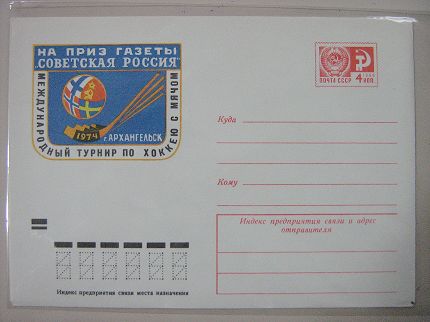 НА ПРИЗ ГАЗЕТЫ
„СОВЕТСКАЯ РОССИЯ"
МЕЖДУНАРОДНЫЙ ТУРНИР ПО ХОККЕЮ С МЯЧОМ
1974 г. АРХАНГЕЛЬСК
ПОЧТА СССР
4 КОП.
Куда
Кому
Индекс предприятия связи и адрес
отправителя
Индекс предприятия связи места назначения